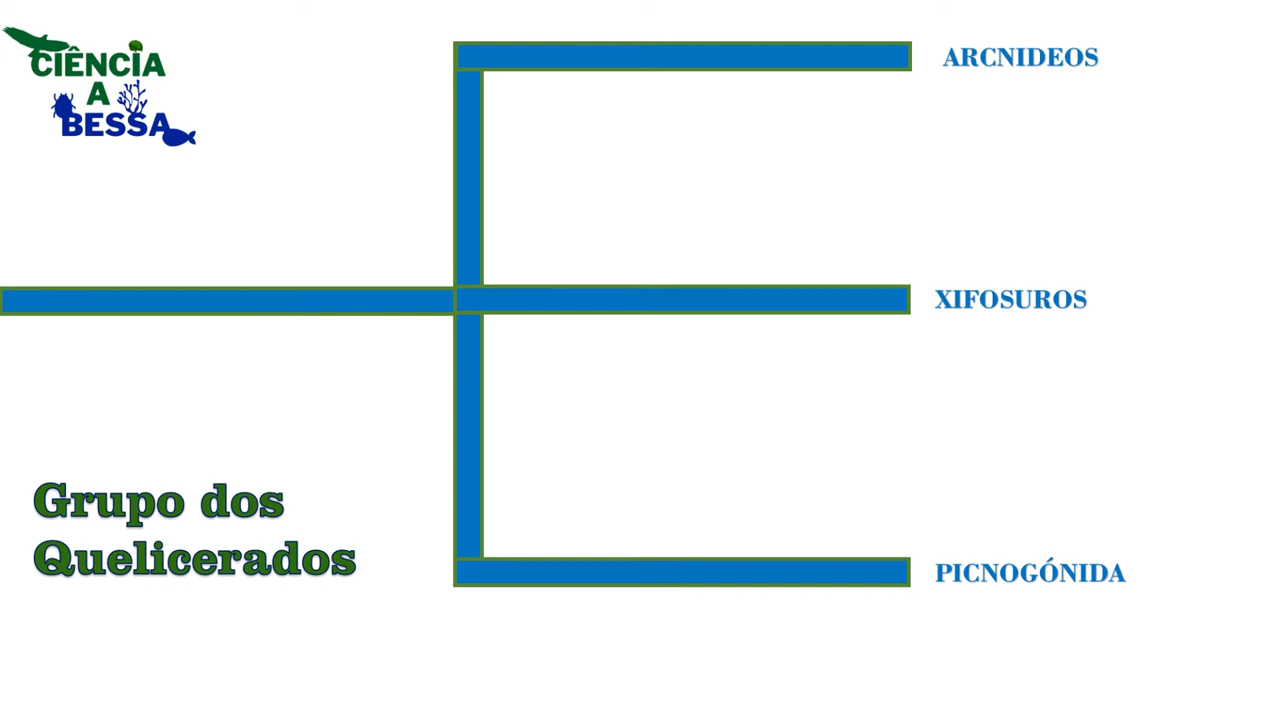 CIÊNCIA
A
BESSA
ARCNIDEOS
XIFOSUROS
Grupo dos
Quelicerados
PICNOGÓNIDA